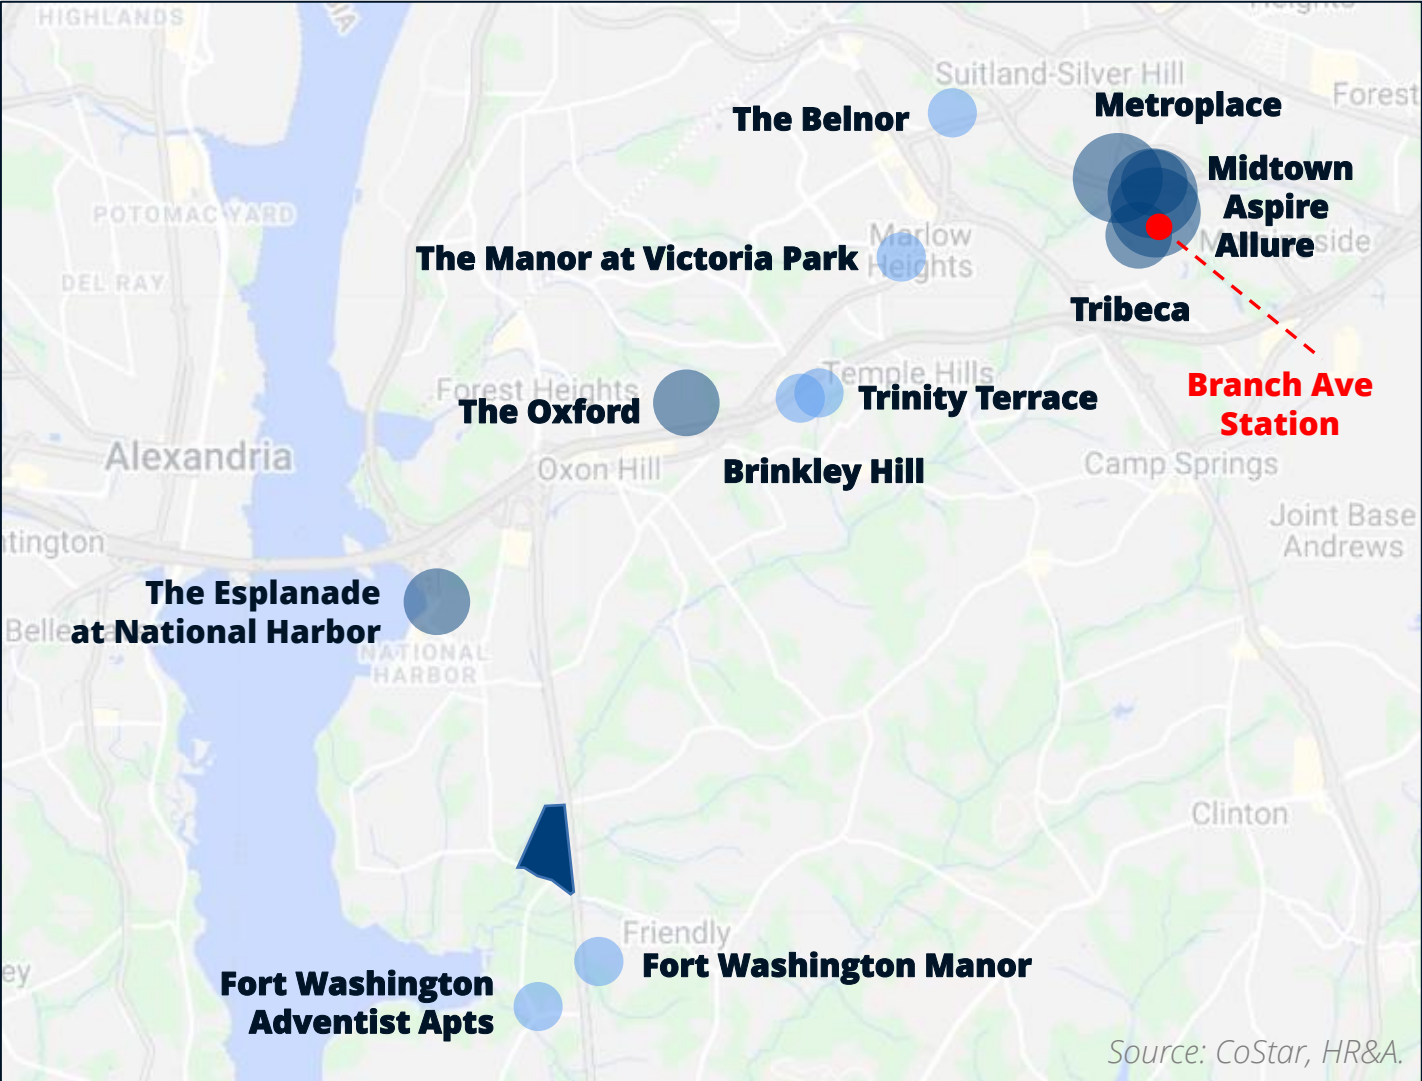 HIGHLANDS
Suitland-Silver Hill
Forest
Metroplace
The Belnor
Midtown
Aspire
Allure
POTOMAC YARD
Marlow
Heights
The Manor at Victoria Park
DEL RAY
Tribeca
Forest Heights
Temple Hills
The Oxford
Trinity Terrace
Branch Ave
Station
Alexandria
Oxon Hill
Brinkley Hill
Camp Springs
Joint Base
Andrews
tington
The Esplanade
at National Harbor
Belle
NATIONAL
HARBOR
Clinton
Friendly
Fort Washington Manor
Fort Washington
Adventist Apts
ey
Source: CoStar, HR&A.